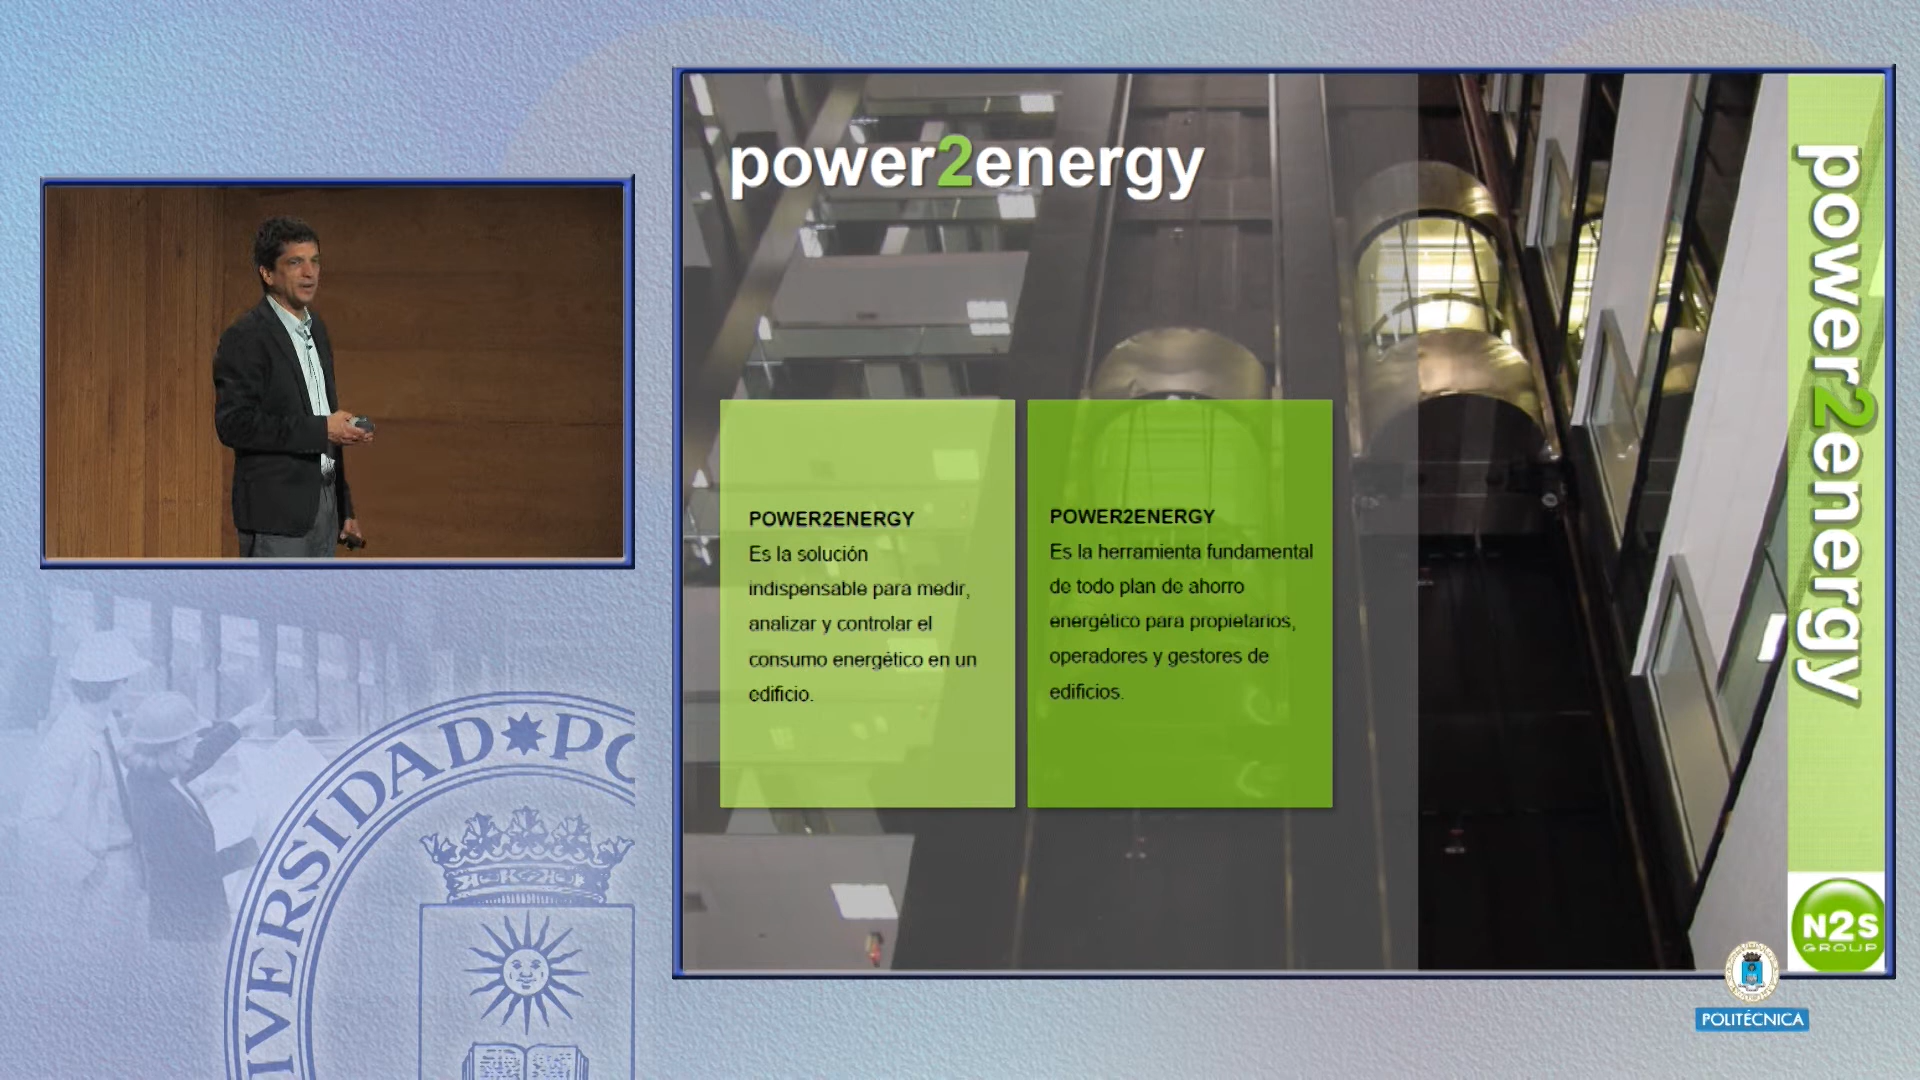 power2energy
POWER2ENERGY
Es la solución
indispensable para medir,
analizar y controlar el
consumo energético en un
edificio.
POWER2ENERGY
Es la herramienta fundamental
de todo plan de ahorro
energético para propietarios,
operadores y gestores de
edificios.
power2energy
N2S
GROUP
POLITÉCNICA
IVERSIDAD PO